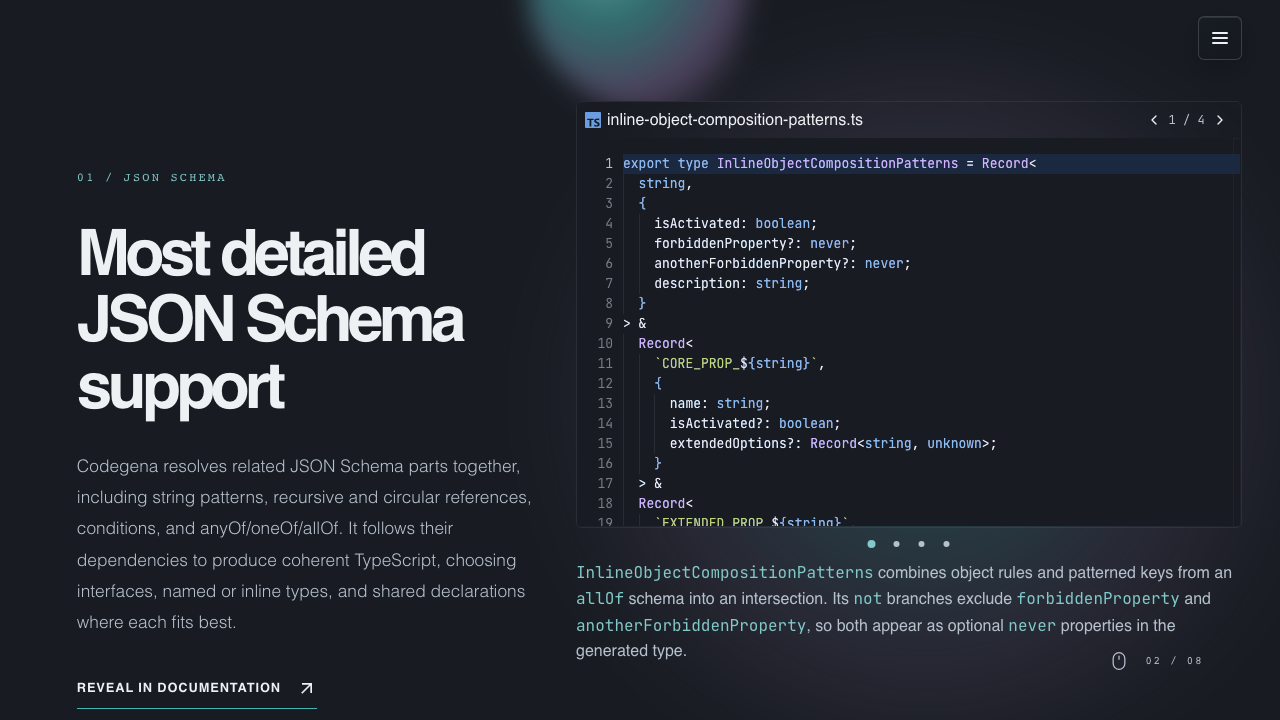 01 / JSON SCHEMA
Most detailed
JSON Schema
support
Codegena resolves related JSON Schema parts together,
including string patterns, recursive and circular references,
conditions, and anyOf/oneOf/allOf. It follows their
dependencies to produce coherent TypeScript, choosing
interfaces, named or inline types, and shared declarations
where each fits best.
REVEAL IN DOCUMENTATION
TS inline-object-composition-patterns.ts
1 / 4
1 export type InlineObjectCompositionPatterns = Record<
2 string,
3 {
4 isActivated: boolean;
5 forbiddenProperty?: never;
6 anotherForbiddenProperty?: never;
7 description: string;
8 }
9 > &
10 Record<
11 `CORE_PROP_${string}`,
12 {
13 name: string;
14 isActivated?: boolean;
15 extendedOptions?: Record<string, unknown>;
16 }
17 > &
18 Record<
19 `EXTENDED_PROP_${string}`
InlineObjectCompositionPatterns combines object rules and patterned keys from an
allOf schema into an intersection. Its not branches exclude forbiddenProperty and
anotherForbiddenProperty, so both appear as optional never properties in the
generated type.
02 / 08